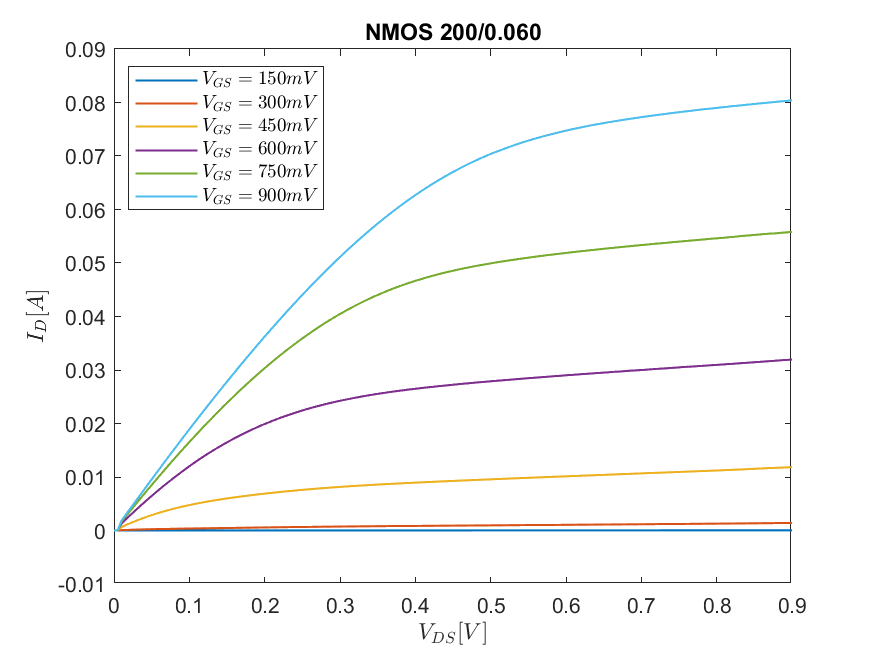 NMOS 200/0.060
0.09
0.08
0.07
0.06
0.05
0.04
0.03
0.02
0.01
0
-0.01
I_D[A]
V_GS = 150mV
V_GS = 300mV
V_GS = 450mV
V_GS = 600mV
V_GS = 750mV
V_GS = 900mV
0 0.1 0.2 0.3 0.4 0.5 0.6 0.7 0.8 0.9
V_DS[V]